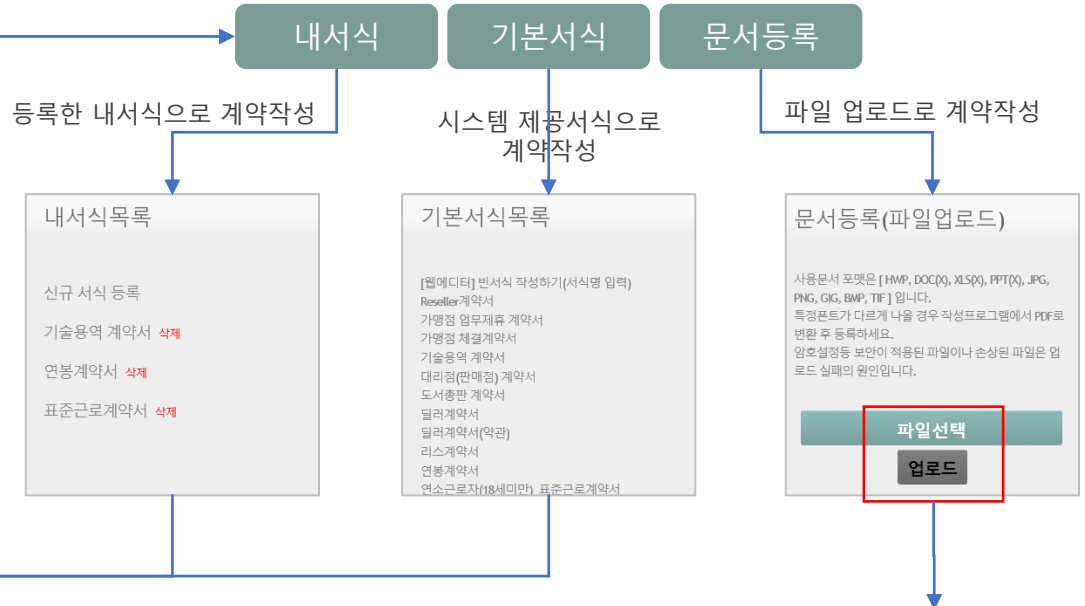 내서식
기본서식
문서등록
등록한 내서식으로 계약작성
시스템 제공서식으로
계약작성
파일 업로드로 계약작성
내서식목록
신규 서식 등록
기술용역 계약서 삭제
연봉계약서 삭제
표준근로계약서 삭제
기본서식목록
[웹에디터] 빈서식 작성하기(서식명 입력)
Reseller계약서
가맹점 업무제휴 계약서
가맹점 체결계약서
기술용역 계약서
대리점(판매점) 계약서
도서총판 계약서
딜러계약서
딜러계약서(약관)
리스계약서
연봉계약서
연소근로자(18세미만) 표준근로계약서
문서등록(파일업로드)
사용문서 포맷은 [ HWP, DOC(X), XLS(X), PPT(X), JPG,
PNG, GIG, BMP, TIF ] 입니다.
특정폰트가 다르게 나올 경우 작성프로그램에서 PDF로
변환 후 등록하세요.
암호설정등 보안이 적용된 파일이나 손상된 파일은 업
로드 실패의 원인입니다.
파일선택
업로드